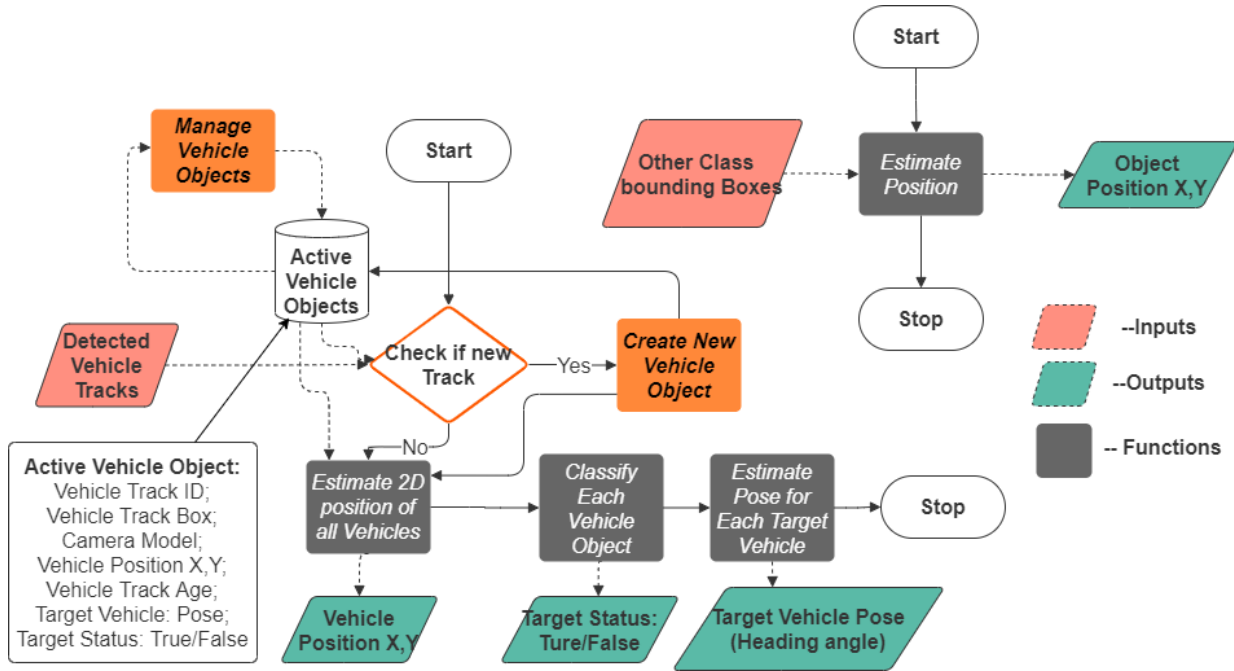 Start
Manage
Vehicle
Objects
Start
Other Class
bounding Boxes
Estimate
Position
Object
Position X,Y
Active
Vehicle
Objects
Stop
Detected
Vehicle
Tracks
Check if new
Track
Yes
Create New
Vehicle
Object
--Inputs
--Outputs
-- Functions
No
Active Vehicle Object:
Vehicle Track ID;
Vehicle Track Box;
Camera Model;
Vehicle Position X,Y;
Vehicle Track Age;
Target Vehicle: Pose;
Target Status: True/False
Estimate 2D
position of
all Vehicles
Classify
Each
Vehicle
Object
Estimate
Pose for
Each Target
Vehicle
Stop
Vehicle
Position X,Y
Target Status:
Ture/False
Target Vehicle Pose
(Heading angle)